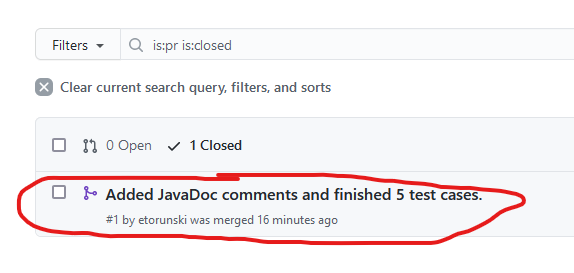 Filters
is:pr is:closed
Clear current search query, filters, and sorts
0 Open 1 Closed
Added JavaDoc comments and finished 5 test cases.
#1 by etorunski was merged 16 minutes ago